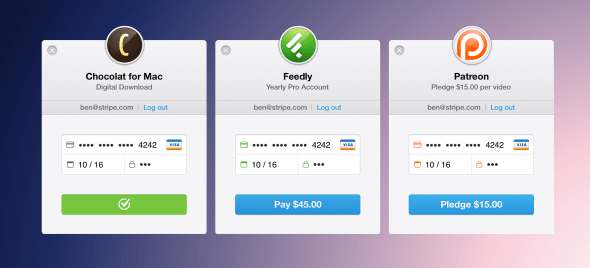 Chocolat for Mac
Digital Download
ben@stripe.com | Log out
•••• •••• •••• 4242 VISA
10 / 16 •••
Feedly
Yearly Pro Account
ben@stripe.com | Log out
•••• •••• •••• 4242 VISA
10 / 16 •••
Pay $45.00
Patreon
Pledge $15.00 per video
ben@stripe.com | Log out
•••• •••• •••• 4242 VISA
10 / 16 •••
Pledge $15.00